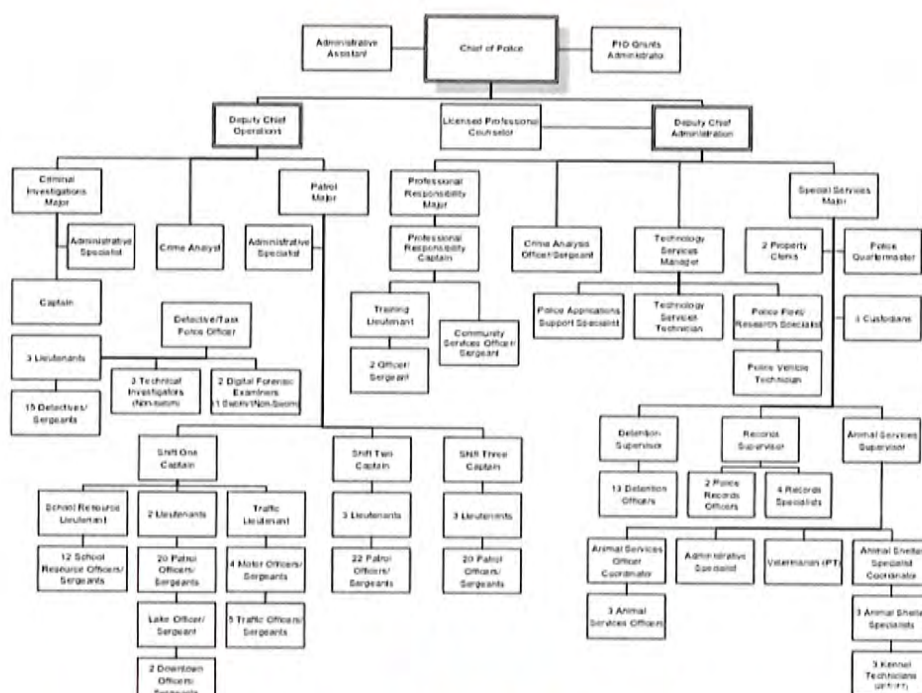 Administrative
Assistant
Chief of Police
PIO Grants
Administrator
Deputy Chief
Operations
Licensed Professional
Counselor
Deputy Chief
Administration
Criminal
Investigations
Major
Patrol
Major
Professional
Responsibility
Major
Special Services
Major
Administrative
Specialist
Crime Analyst
Administrative
Specialist
Professional
Responsibility
Captain
Crime Analysis
Officer/Sergeant
Technology
Services
Manager
2 Property
Clerks
Police
Quartermaster
Captain
Detective/Task
Force Officer
Training
Lieutenant
Community
Services Officer/
Sergeant
Police Applications
Support Specialist
Technology
Services
Technician
Police Fleet/
Research Specialist
Custodians
3 Lieutenants
3 Technical
Investigators
(Non-sworn)
2 Digital Forensic
Examiners
2 Officer/
Sergeant
Police Vehicle
Technician
15 Detectives/
Sergeants
Shift One
Captain
Shift Two
Captain
Shift Three
Captain
Detention
Supervisor
Records
Supervisor
Animal Services
Supervisor
School Resource
Lieutenant
2 Lieutenants
Traffic
Lieutenant
3 Lieutenants
3 Lieutenants
13 Detention
Officers
2 Police
Records
Officers
4 Records
Specialists
12 School
Resource Officers/
Sergeants
20 Patrol
Officers/
Sergeants
4 Motor Officers/
Sergeants
22 Patrol
Officers/
Sergeants
20 Patrol
Officers/
Sergeants
Animal Services
Officer
Coordinator
Administrative
Specialist
Veterinarian (PT)
Animal Shelter
Specialist
Coordinator
Lake Officer/
Sergeant
5 Traffic Officers/
Sergeants
3 Animal
Services Officers
3 Animal Shelter
Specialists
2 Downtown
Officers/
Sergeants
3 Kennel
Technicians